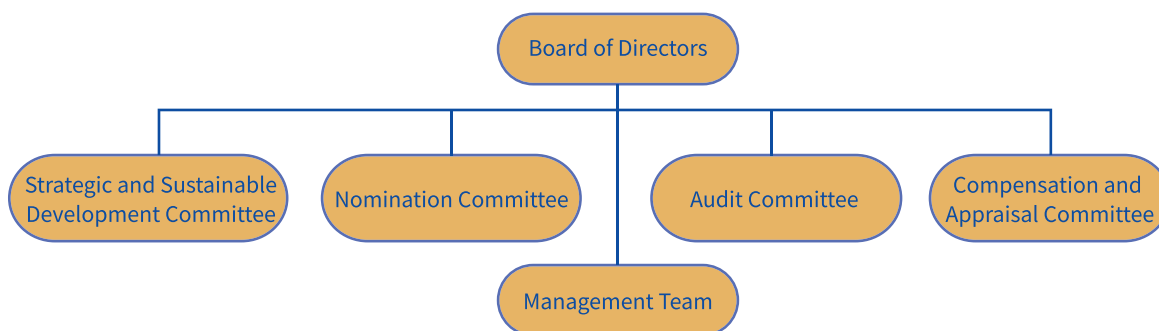 Board of Directors
Strategic and Sustainable
Development Committee
Nomination Committee
Audit Committee
Compensation and
Appraisal Committee
Management Team